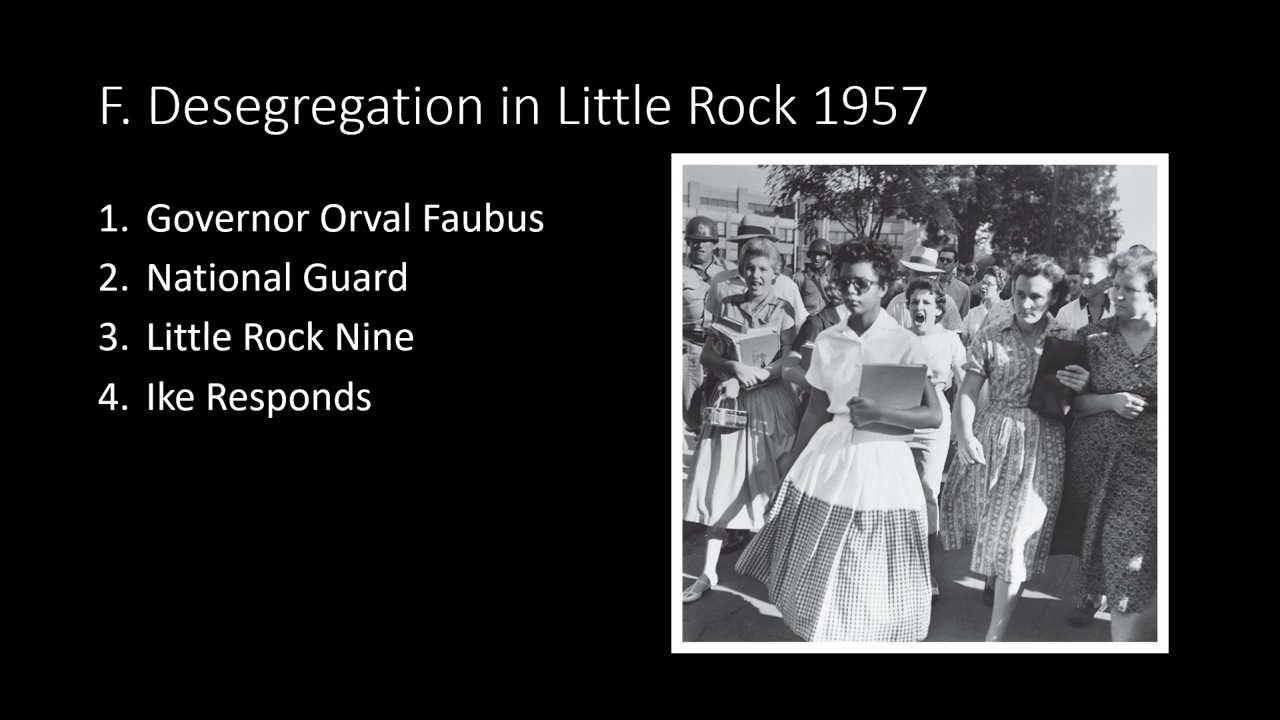 F. Desegregation in Little Rock 1957
1. Governor Orval Faubus
2. National Guard
3. Little Rock Nine
4. Ike Responds